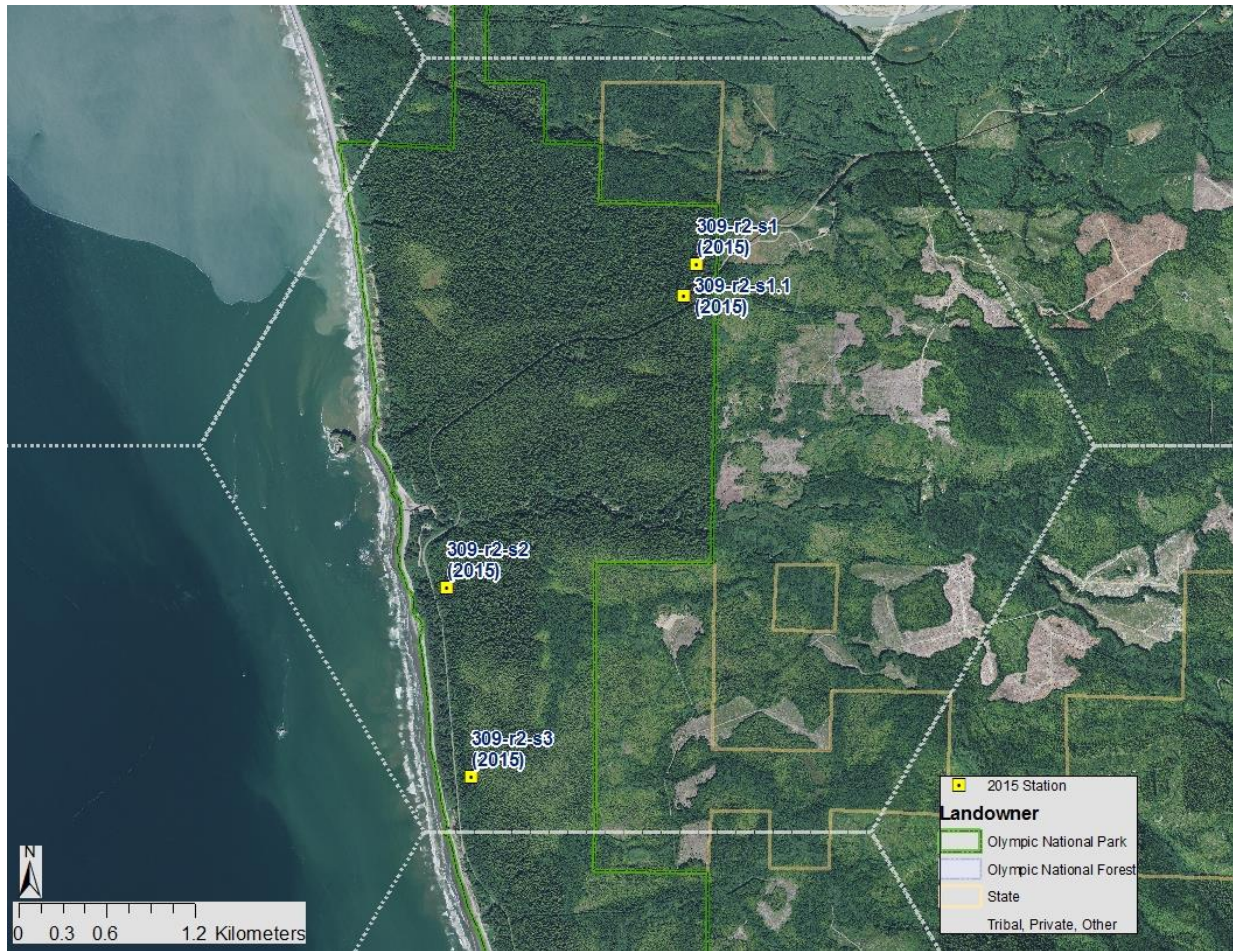 309-r2-s1
(2015)
309-r2-s1.1
(2015)
309-r2-s2
(2015)
309-r2-s3
(2015)
2015 Station
Landowner
Olympic National Park
Olympic National Forest
State
Tribal, Private, Other
N
0 0.3 0.6 1.2 Kilometers